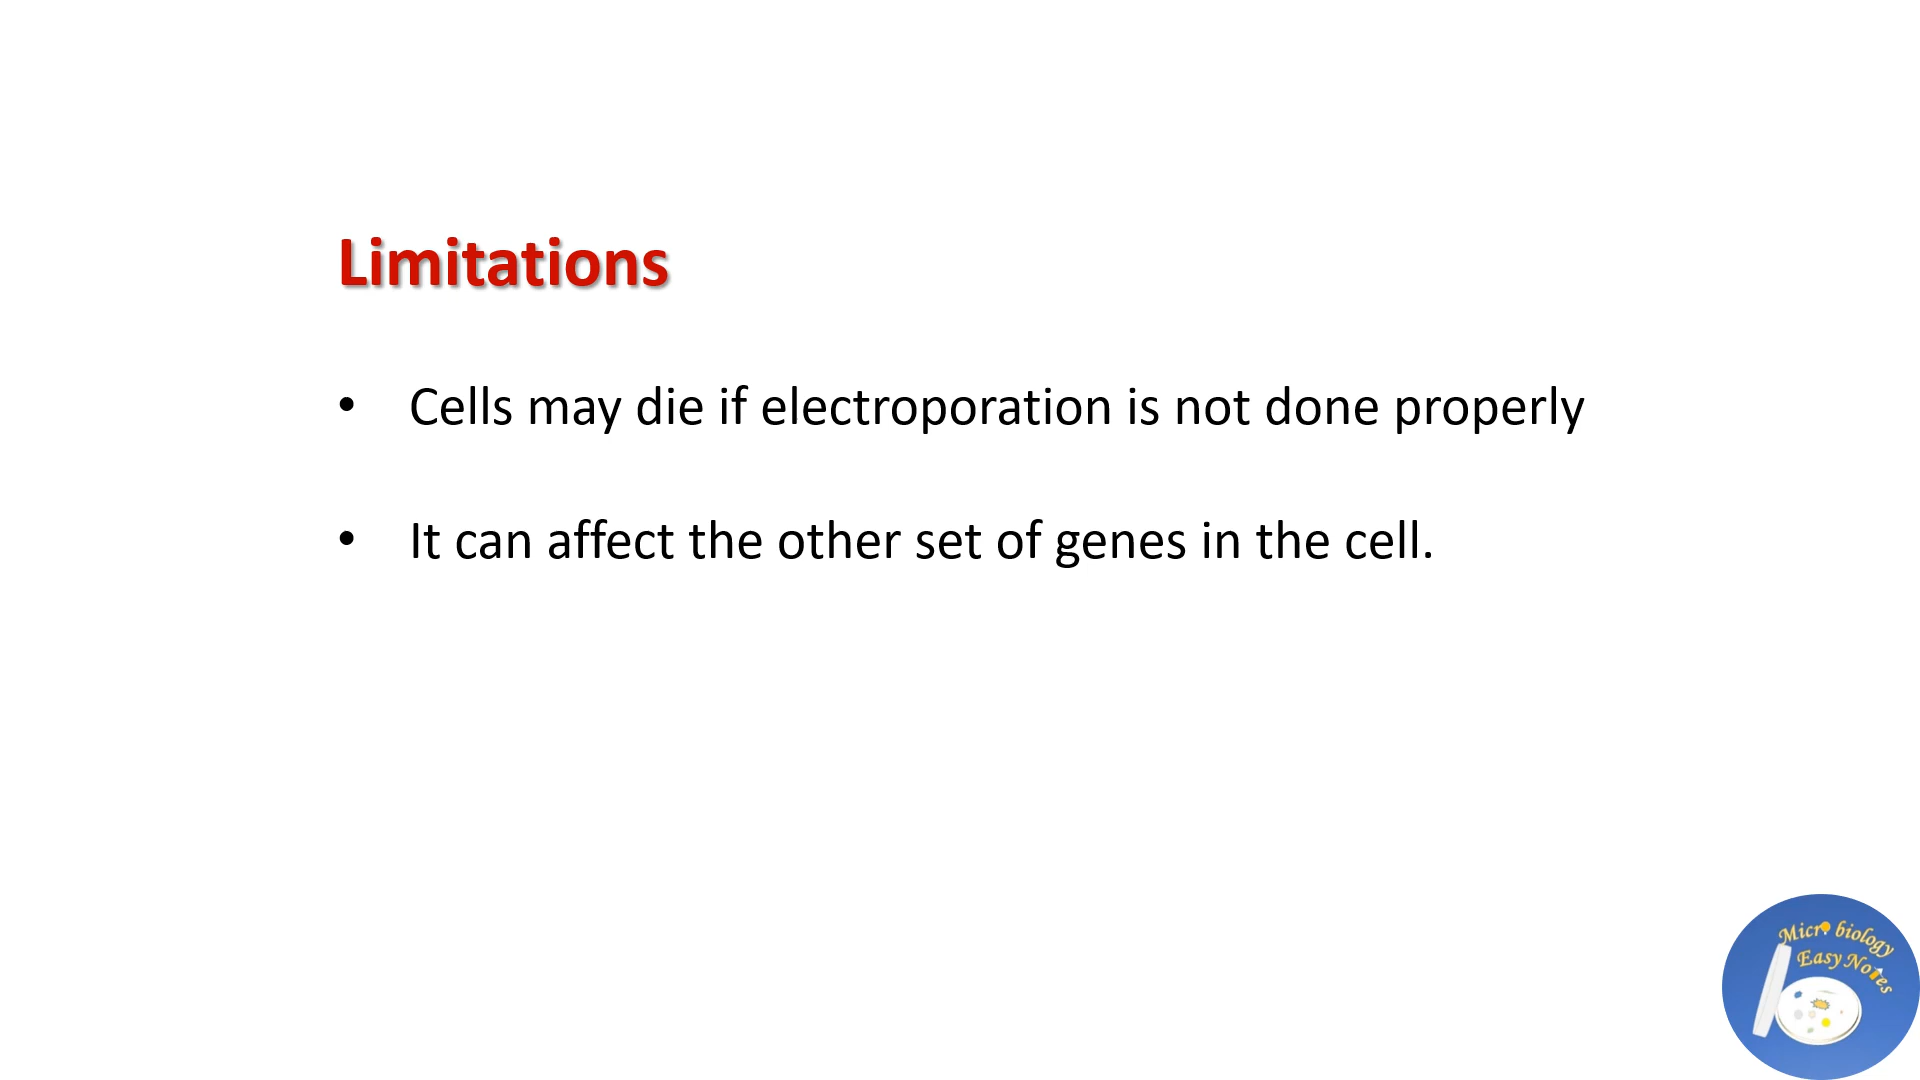 Limitations
• Cells may die if electroporation is not done properly
• It can affect the other set of genes in the cell.
Micro biology
Easy Notes